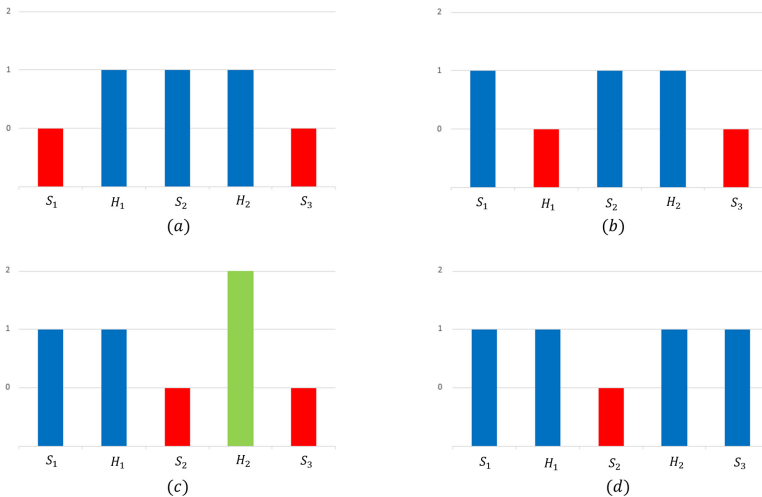 2
1
0
S₁ H₁ S₂ H₂ S₃
(a)
2
1
0
S₁ H₁ S₂ H₂ S₃
(b)
2
1
0
S₁ H₁ S₂ H₂ S₃
(c)
2
1
0
S₁ H₁ S₂ H₂ S₃
(d)